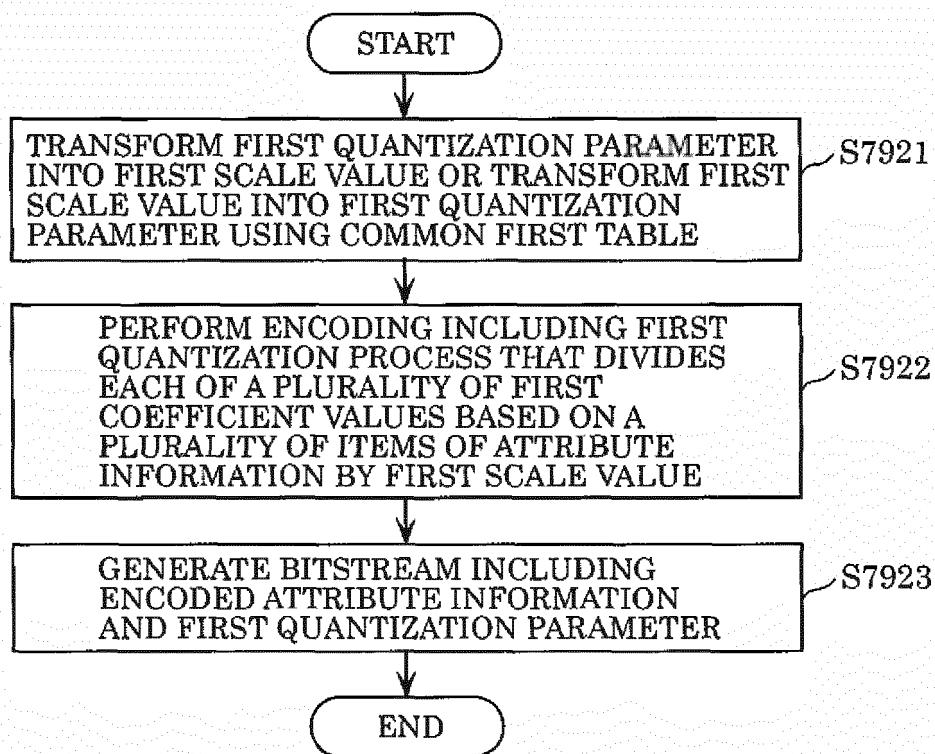 START
TRANSFORM FIRST QUANTIZATION PARAMETER
INTO FIRST SCALE VALUE OR TRANSFORM FIRST
SCALE VALUE INTO FIRST QUANTIZATION
PARAMETER USING COMMON FIRST TABLE
S7921
PERFORM ENCODING INCLUDING FIRST
QUANTIZATION PROCESS THAT DIVIDES
EACH OF A PLURALITY OF FIRST
COEFFICIENT VALUES BASED ON A
PLURALITY OF ITEMS OF ATTRIBUTE
INFORMATION BY FIRST SCALE VALUE
S7922
GENERATE BITSTREAM INCLUDING
ENCODED ATTRIBUTE INFORMATION
AND FIRST QUANTIZATION PARAMETER
S7923
END